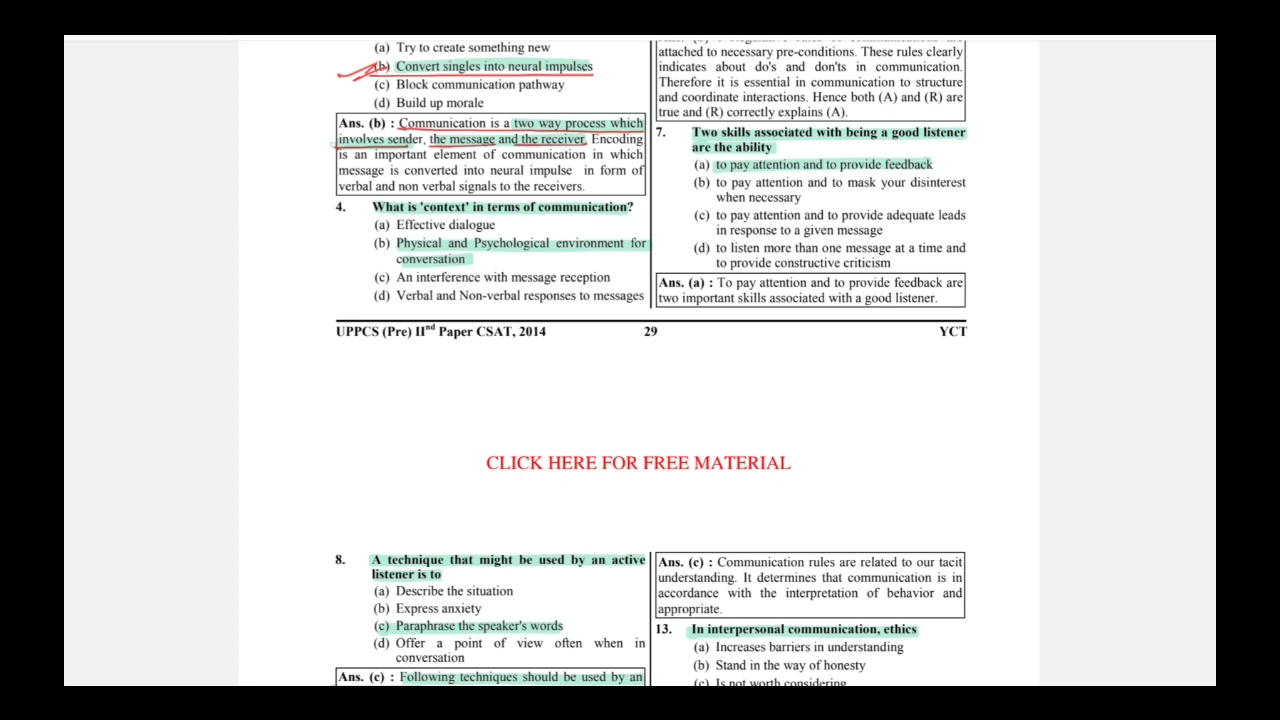 (a) Try to create something new
(b) Convert singles into neural impulses
(c) Block communication pathway
(d) Build up morale
Ans. (b) : Communication is a two way process which
involves sender, the message and the receiver. Encoding
is an important element of communication in which
message is converted into neural impulse in form of
verbal and non verbal signals to the receivers.
4. What is 'context' in terms of communication?
(a) Effective dialogue
(b) Physical and Psychological environment for
conversation
(c) An interference with message reception
(d) Verbal and Non-verbal responses to messages
attached to necessary pre-conditions. These rules clearly
indicates about do's and don'ts in communication.
Therefore it is essential in communication to structure
and coordinate interactions. Hence both (A) and (R) are
true and (R) correctly explains (A).
7. Two skills associated with being a good listener
are the ability
(a) to pay attention and to provide feedback
(b) to pay attention and to mask your disinterest
when necessary
(c) to pay attention and to provide adequate leads
in response to a given message
(d) to listen more than one message at a time and
to provide constructive criticism
Ans. (a) : To pay attention and to provide feedback are
two important skills associated with a good listener.
UPPCS (Pre) IInd Paper CSAT, 2014 29 YCT
CLICK HERE FOR FREE MATERIAL
8. A technique that might be used by an active
listener is to
(a) Describe the situation
(b) Express anxiety
(c) Paraphrase the speaker's words
(d) Offer a point of view often when in
conversation
Ans. (c) : Following techniques should be used by an
Ans. (c) : Communication rules are related to our tacit
understanding. It determines that communication is in
accordance with the interpretation of behavior and
appropriate.
13. In interpersonal communication, ethics
(a) Increases barriers in understanding
(b) Stand in the way of honesty
(c) Is not worth considering